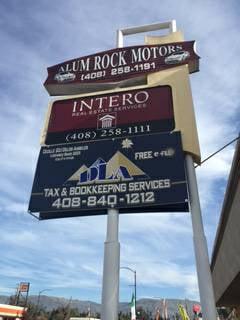 ALUM ROCK MOTORS
(408) 258-1191
INTERO
REAL ESTATE SERVICES
(408) 258-1111
FREE e-FILE
DLA
TAX & BOOKKEEPING SERVICES
408-840-1212